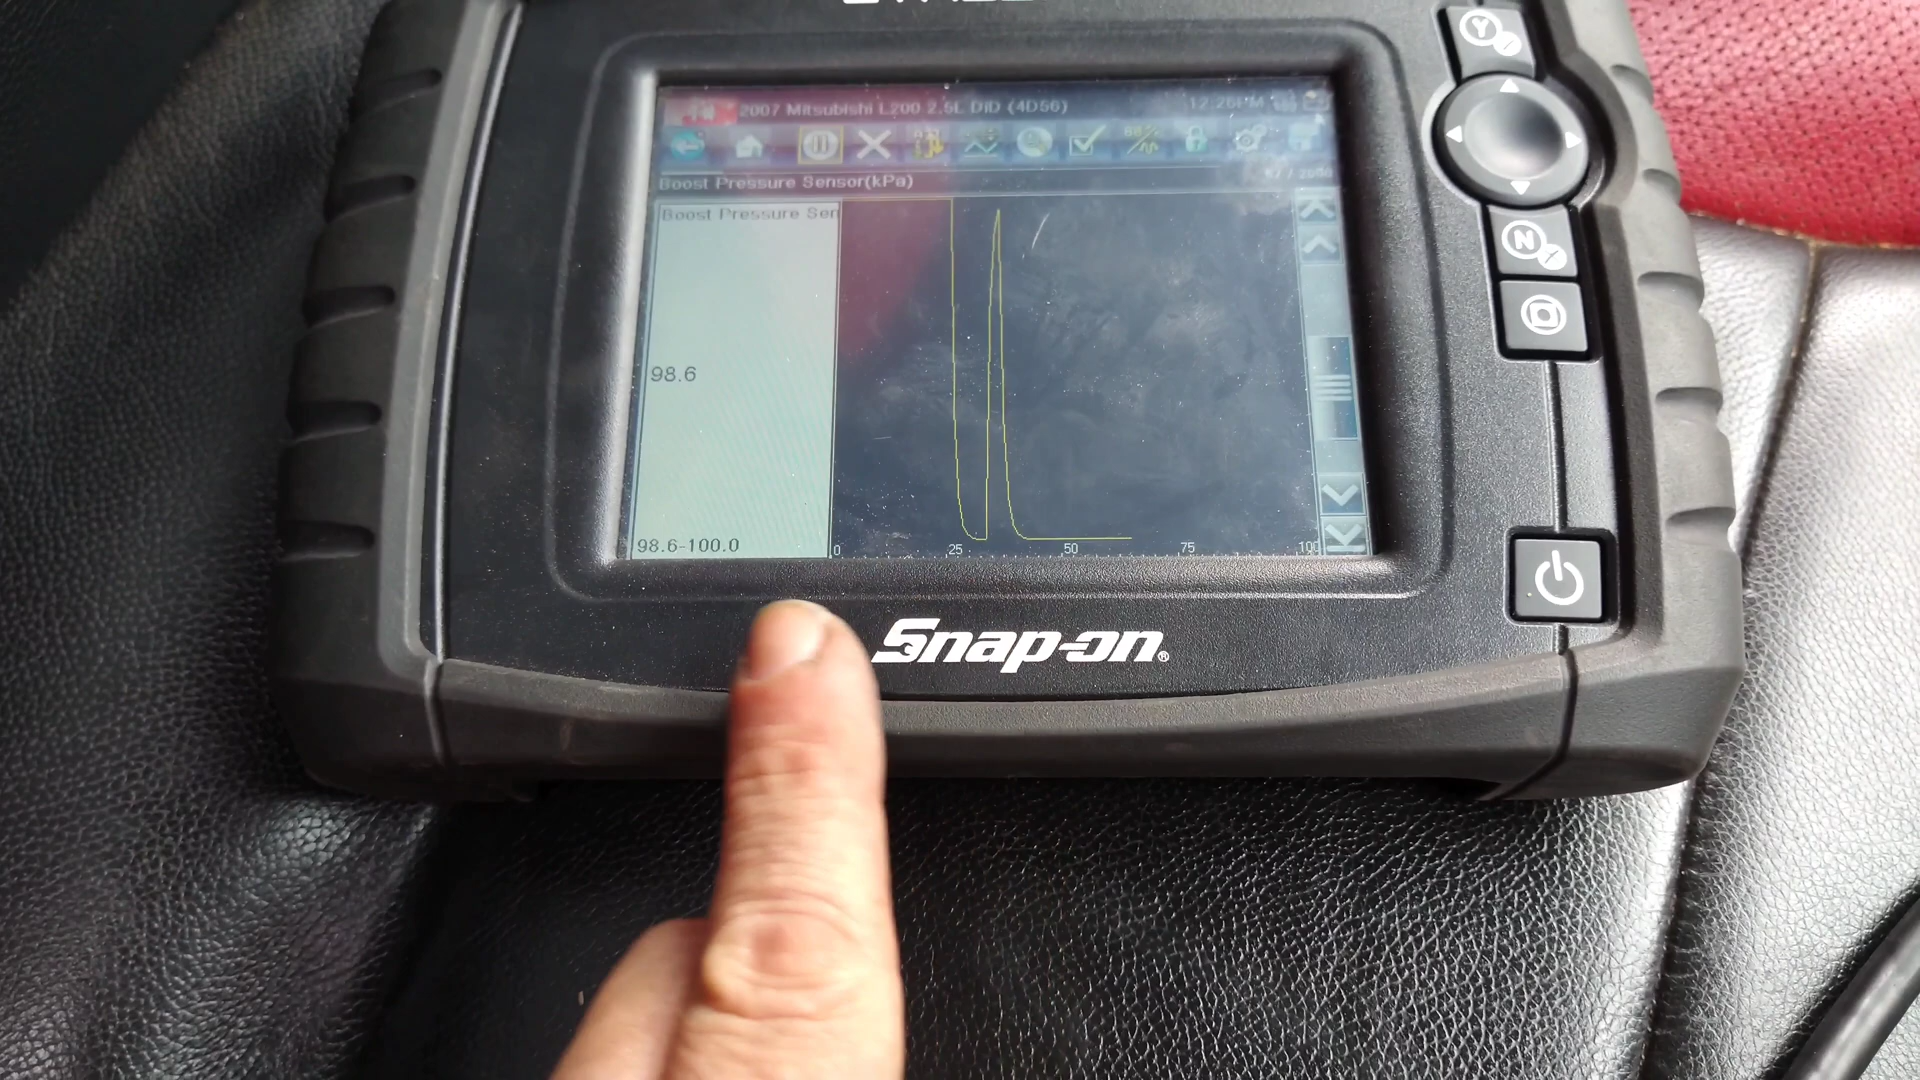 2007 Mitsubishi L200 2.5L DiD (4D56)
Boost Pressure Sensor(kPa)
Boost Pressure Sen
98.6
98.6-100.0
0 25 50 75 100
Y
N
Snap-on®